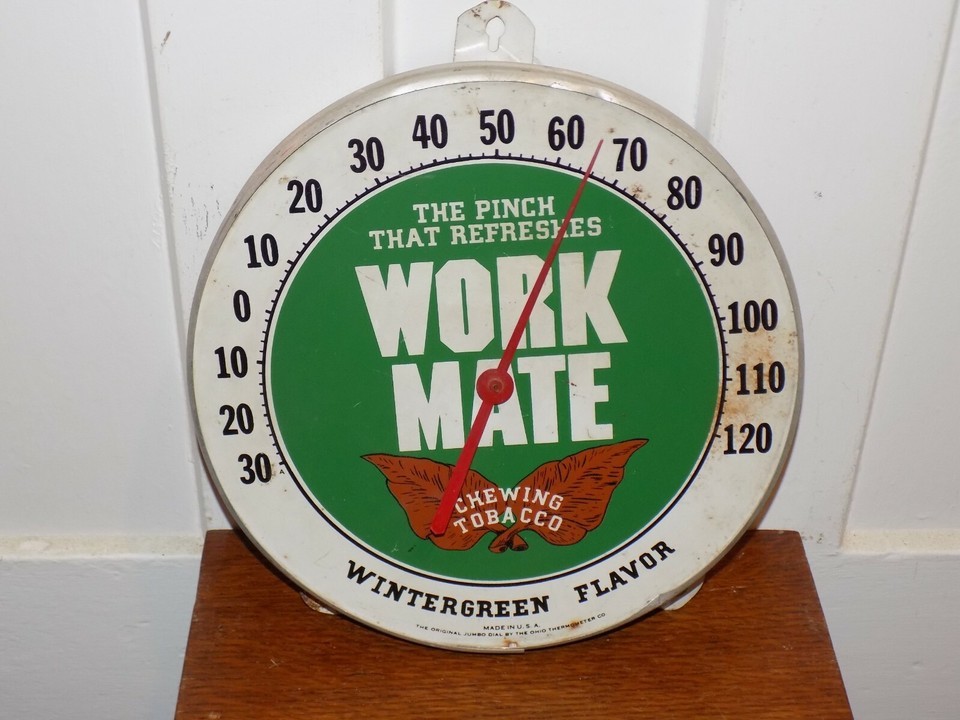 30
20
10
0
10
20
30
40
50
60
70
80
90
100
110
120
THE PINCH
THAT REFRESHES
WORK
MATE
CHEWING
TOBACCO
WINTERGREEN FLAVOR
MADE IN U.S.A.
THE ORIGINAL JUMBO DIAL BY THE OHIO THERMOMETER CO